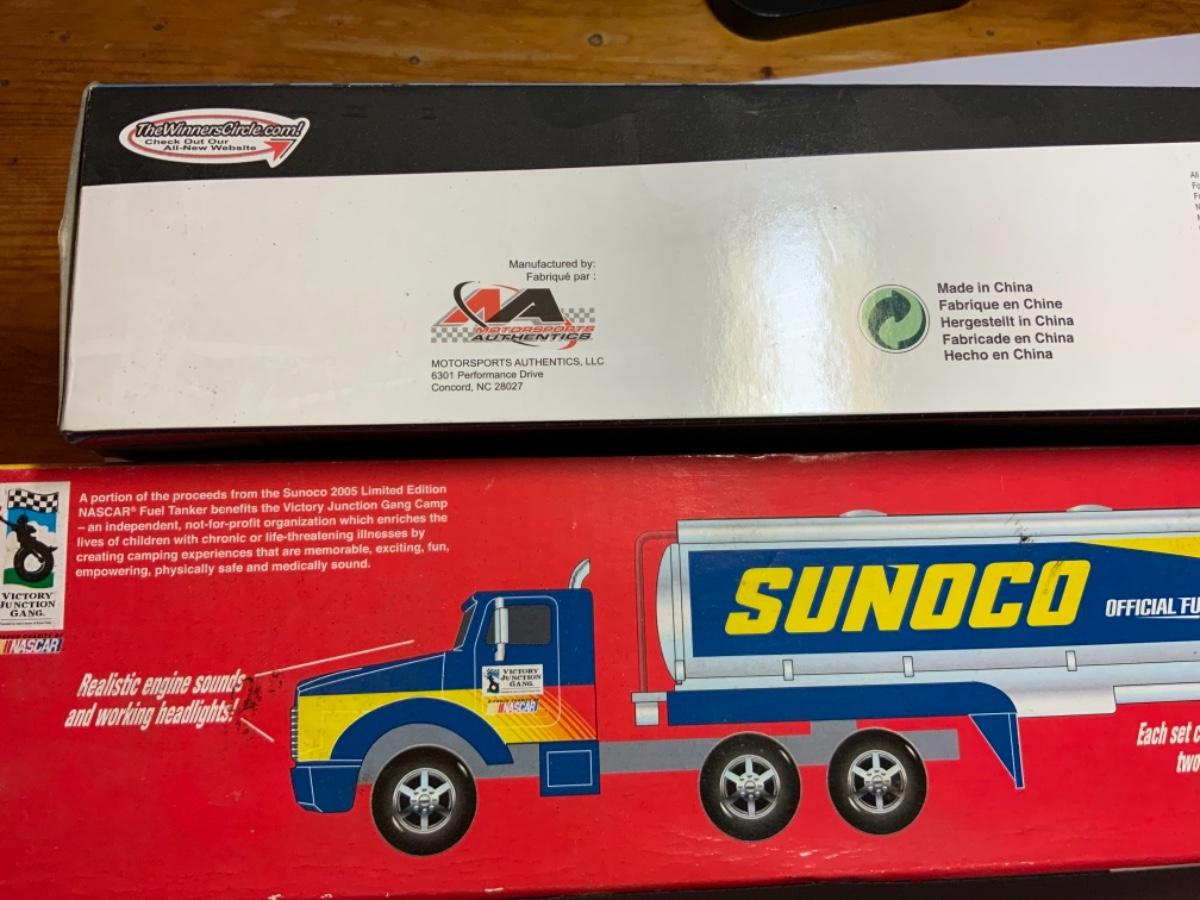 TheWinnersCircle.com!
Check Out Our
All-New Website
Manufactured by:
Fabriqué par :
MA
MOTORSPORTS
AUTHENTICS
MOTORSPORTS AUTHENTICS, LLC
6301 Performance Drive
Concord, NC 28027
Made in China
Fabrique en Chine
Hergestellt in China
Fabricade en China
Hecho en China
A portion of the proceeds from the Sunoco 2005 Limited Edition
NASCAR® Fuel Tanker benefits the Victory Junction Gang Camp
– an independent, not-for-profit organization which enriches the
lives of children with chronic or life-threatening illnesses by
creating camping experiences that are memorable, exciting, fun,
empowering, physically safe and medically sound.
VICTORY
JUNCTION
GANG
NASCAR
Realistic engine sounds
and working headlights!
VICTORY
JUNCTION
GANG
NASCAR
SUNOCO
OFFICIAL FU
Each set c
two